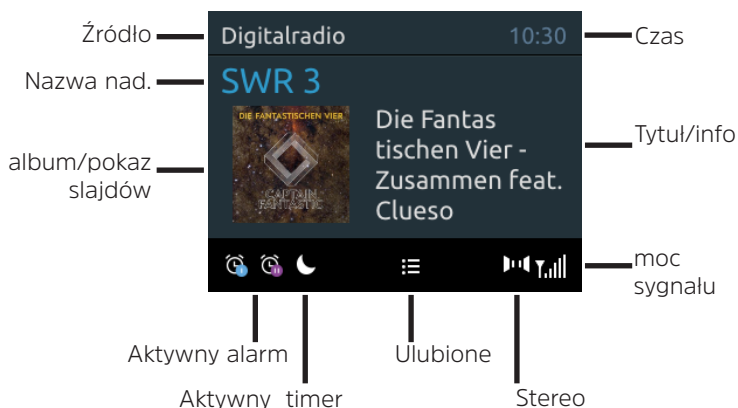 Źródło
Digitalradio
10:30
Czas
Nazwa nad.
SWR 3
DIE FANTASTISCHEN VIER
CAPTAIN
FANTASTIC
Die Fantas
tischen Vier -
Zusammen feat.
Clueso
Tytuł/info
album/pokaz
slajdów
moc
sygnału
Aktywny alarm
Ulubione
Aktywny timer
Stereo